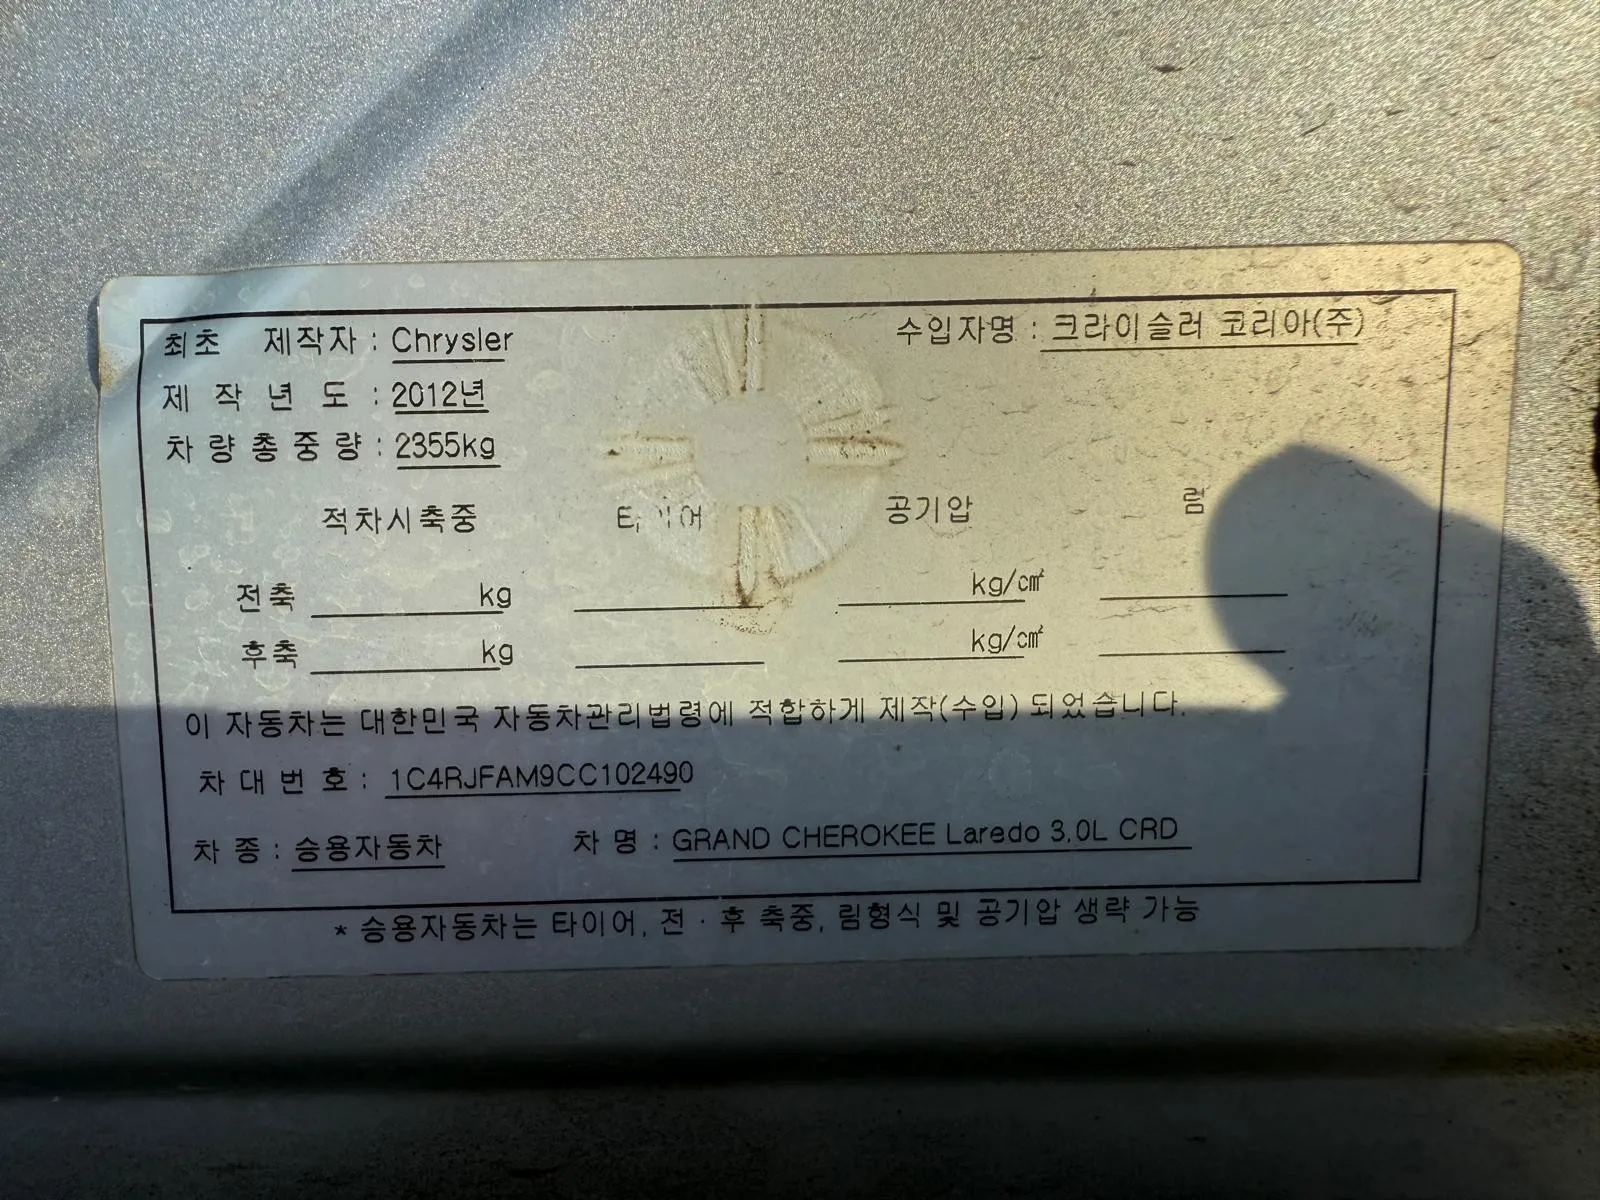 최초 제작자 : Chrysler 수입자명 : 크라이슬러 코리아(주)
제 작 년 도 : 2012년
차 량 총 중 량 : 2355kg
적차시축중 타이어 공기압 림
전축 kg kg/㎠
후축 kg kg/㎠
이 자동차는 대한민국 자동차관리법령에 적합하게 제작(수입) 되었습니다.
차 대 번 호 : 1C4RJFAM9CC102490
차 종 : 승용자동차 차 명 : GRAND CHEROKEE Laredo 3.0L CRD
* 승용자동차는 타이어, 전 · 후 축중, 림형식 및 공기압 생략 가능